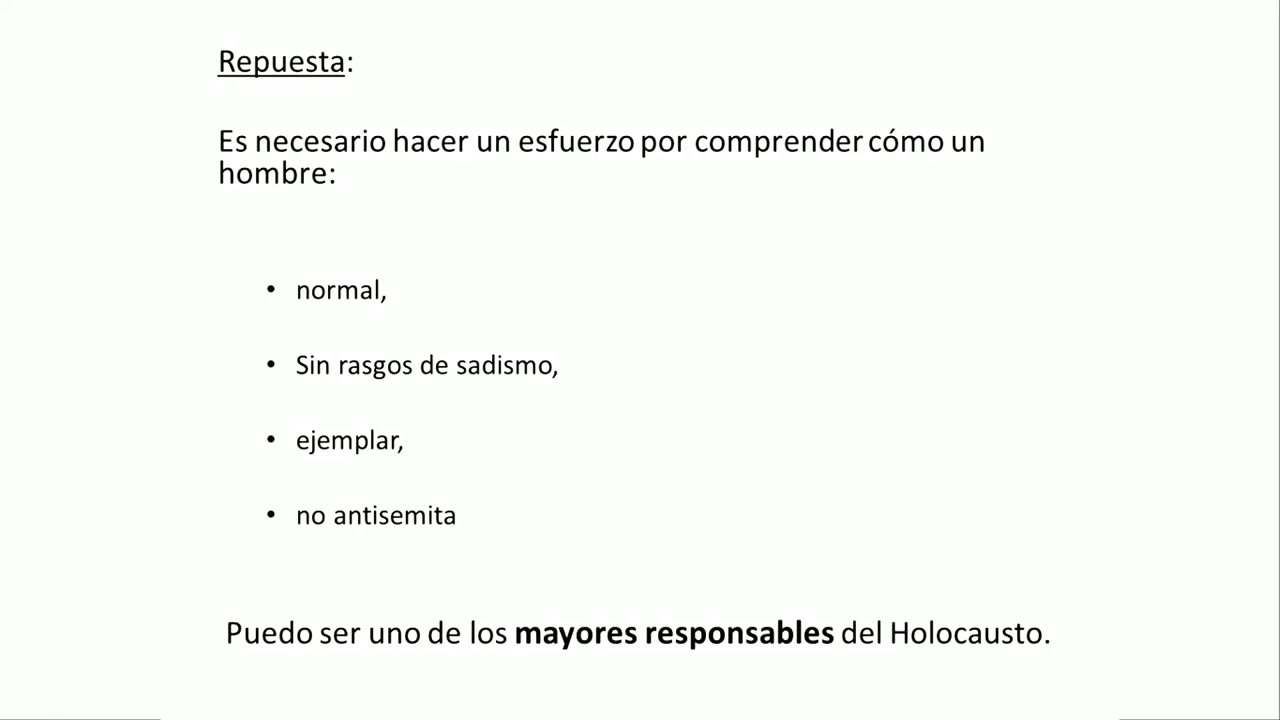 Repuesta:
Es necesario hacer un esfuerzo por comprender cómo un
hombre:
• normal,
• Sin rasgos de sadismo,
• ejemplar,
• no antisemita
Puedo ser uno de los mayores responsables del Holocausto.